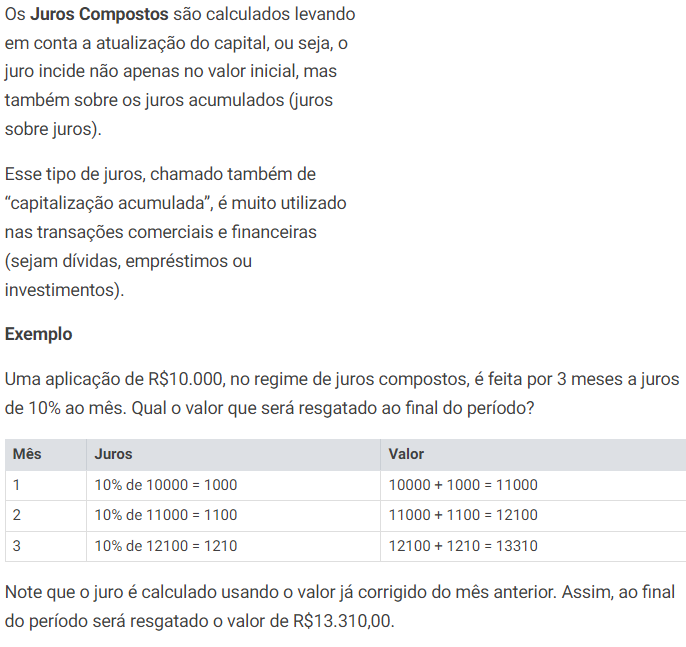 Os Juros Compostos são calculados levando
em conta a atualização do capital, ou seja, o
juro incide não apenas no valor inicial, mas
também sobre os juros acumulados (juros
sobre juros).
Esse tipo de juros, chamado também de
“capitalização acumulada”, é muito utilizado
nas transações comerciais e financeiras
(sejam dívidas, empréstimos ou
investimentos).
Exemplo
Uma aplicação de R$10.000, no regime de juros compostos, é feita por 3 meses a juros
de 10% ao mês. Qual o valor que será resgatado ao final do período?
Mês Juros Valor
1 10% de 10000 = 1000 10000 + 1000 = 11000
2 10% de 11000 = 1100 11000 + 1100 = 12100
3 10% de 12100 = 1210 12100 + 1210 = 13310
Note que o juro é calculado usando o valor já corrigido do mês anterior. Assim, ao final
do período será resgatado o valor de R$13.310,00.